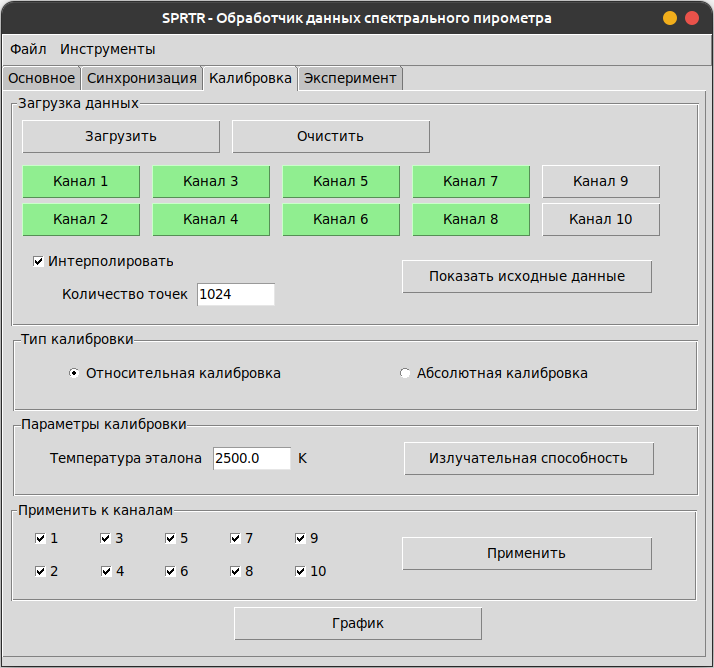 SPRTR - Обработчик данных спектрального пирометра
Файл Инструменты
Основное Синхронизация Калибровка Эксперимент
Загрузка данных
Загрузить Очистить
Канал 1 Канал 3 Канал 5 Канал 7 Канал 9
Канал 2 Канал 4 Канал 6 Канал 8 Канал 10
Интерполировать
Показать исходные данные
Количество точек 1024
Тип калибровки
Относительная калибровка Абсолютная калибровка
Параметры калибровки
Температура эталона 2500.0 К Излучательная способность
Применить к каналам
1 3 5 7 9
Применить
2 4 6 8 10
График